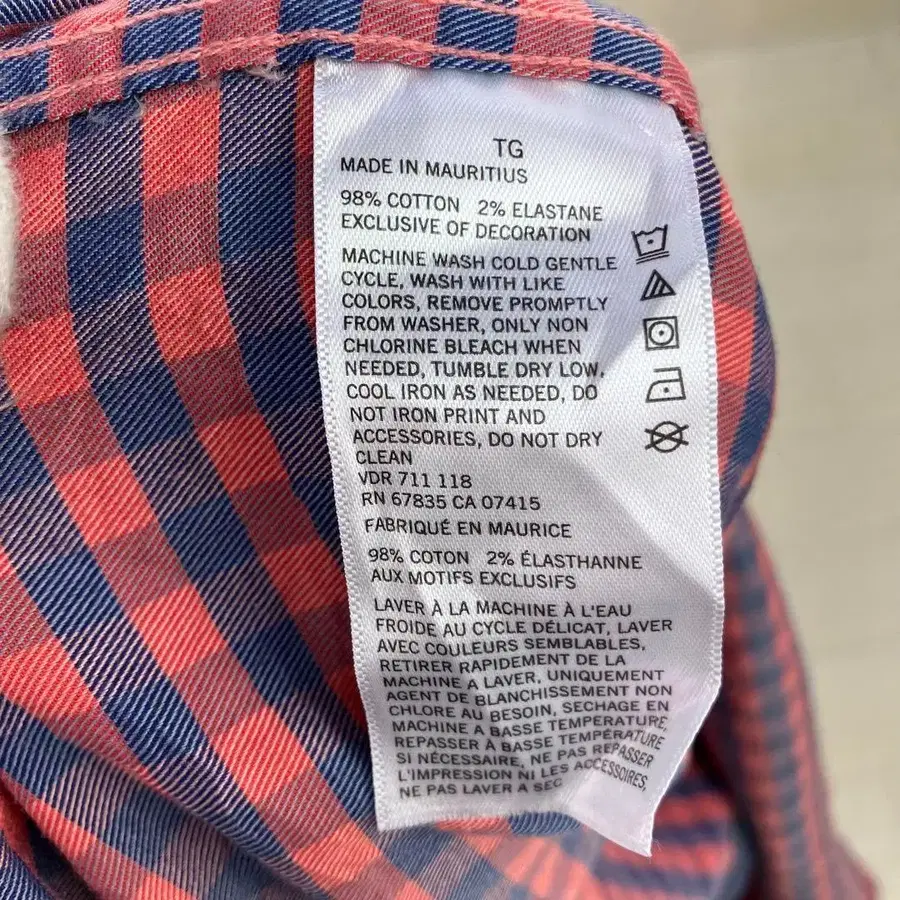 TG
MADE IN MAURITIUS
98% COTTON 2% ELASTANE
EXCLUSIVE OF DECORATION
MACHINE WASH COLD GENTLE
CYCLE, WASH WITH LIKE
COLORS, REMOVE PROMPTLY
FROM WASHER, ONLY NON
CHLORINE BLEACH WHEN
NEEDED, TUMBLE DRY LOW,
COOL IRON AS NEEDED, DO
NOT IRON PRINT AND
ACCESSORIES, DO NOT DRY
CLEAN
VDR 711 118
RN 67835 CA 07415
FABRIQUÉ EN MAURICE
98% COTON 2% ÉLASTHANNE
AUX MOTIFS EXCLUSIFS
LAVER À LA MACHINE À L'EAU
FROIDE AU CYCLE DÉLICAT, LAVER
AVEC COULEURS SEMBLABLES,
RETIRER RAPIDEMENT DE LA
MACHINE A LAVER, UNIQUEMENT
AGENT DE BLANCHISSEMENT NON
CHLORE AU BESOIN, SECHAGE EN
MACHINE A BASSE TEMPÉRATURE,
REPASSER À BASSE TEMPÉRATURE
SI NÉCESSAIRE, NE PAS REPASSER
L'IMPRESSION NI LES ACCESSOIRES,
NE PAS LAVER A SEC